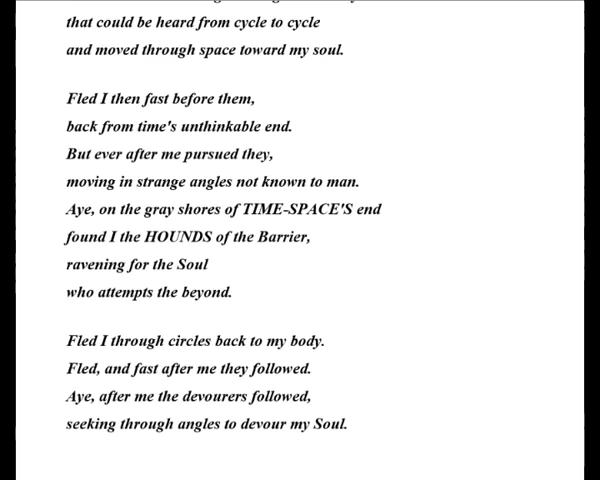 that could be heard from cycle to cycle
and moved through space toward my soul.
Fled I then fast before them,
back from time's unthinkable end.
But ever after me pursued they,
moving in strange angles not known to man.
Aye, on the gray shores of TIME-SPACE'S end
found I the HOUNDS of the Barrier,
ravening for the Soul
who attempts the beyond.
Fled I through circles back to my body.
Fled, and fast after me they followed.
Aye, after me the devourers followed,
seeking through angles to devour my Soul.